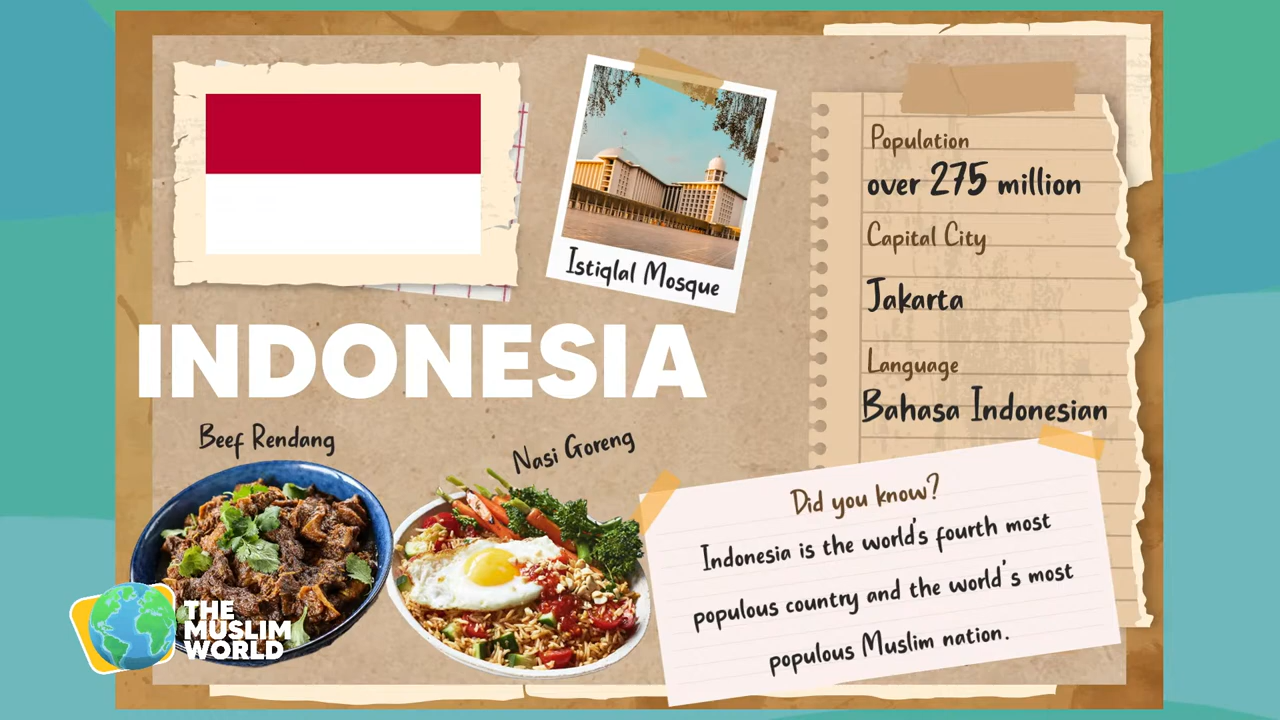 Istiqlal Mosque
Population
over 275 million
Capital City
Jakarta
Language
Bahasa Indonesian
INDONESIA
Beef Rendang
Nasi Goreng
Did you know?
Indonesia is the world's fourth most
populous country and the world's most
populous Muslim nation.
THE
MUSLIM
WORLD